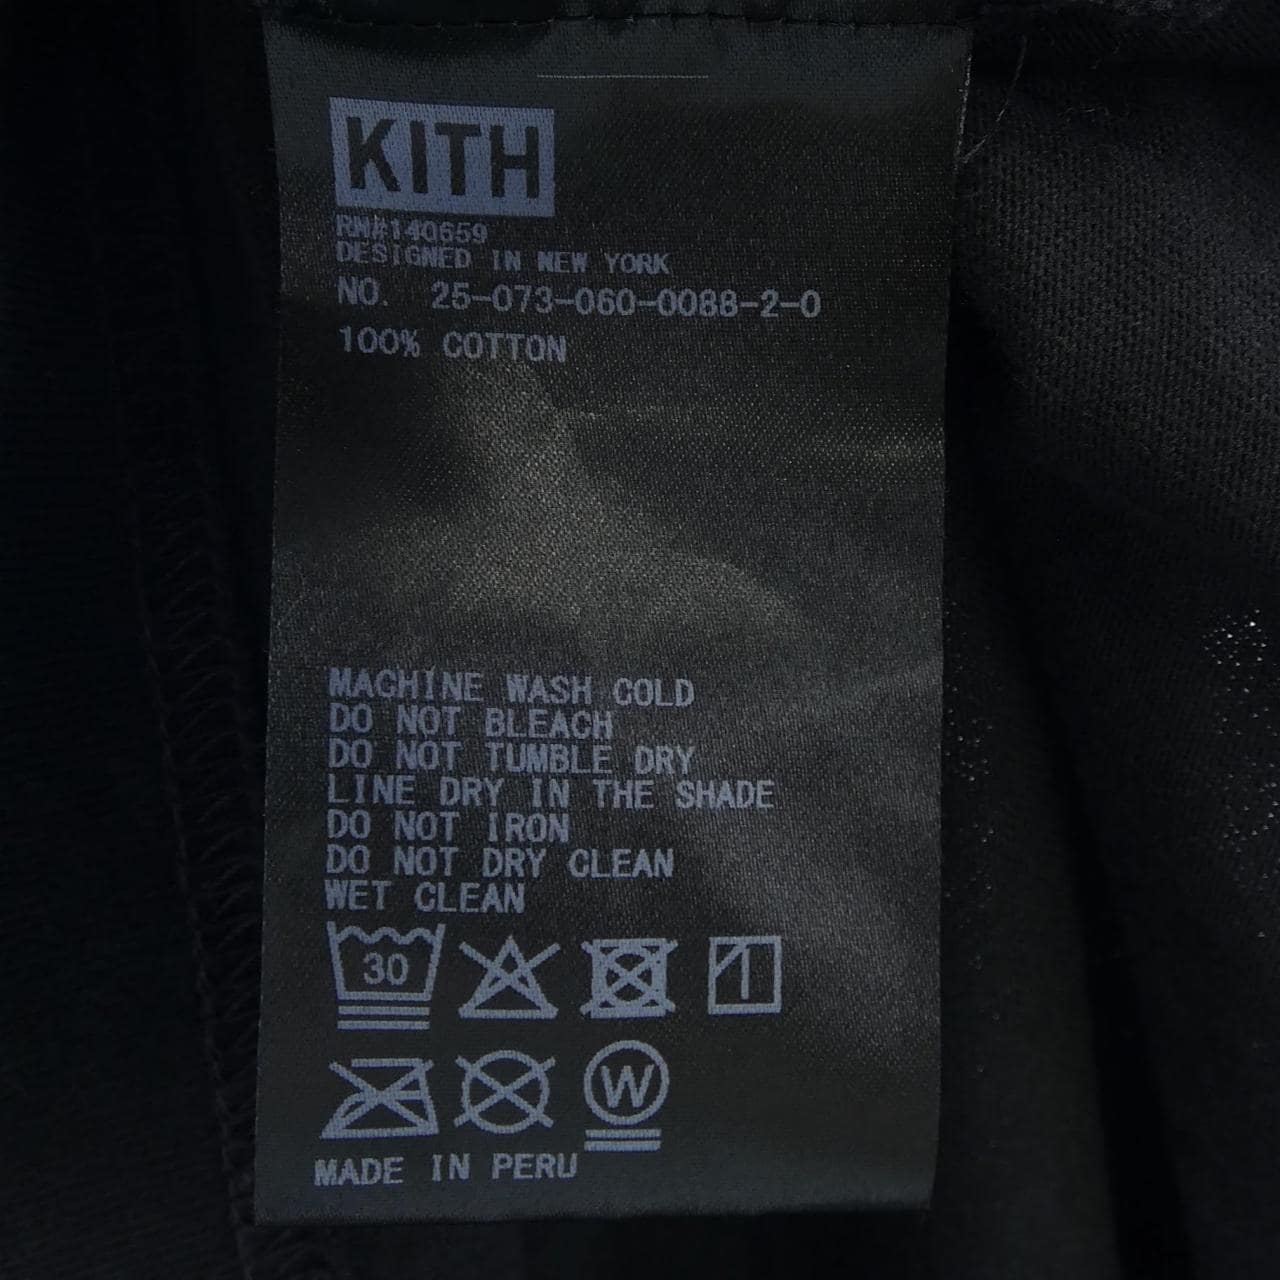 KITH
RN#140659
DESIGNED IN NEW YORK
NO. 25-073-060-0088-2-0
100% COTTON
MACHINE WASH COLD
DO NOT BLEACH
DO NOT TUMBLE DRY
LINE DRY IN THE SHADE
DO NOT IRON
DO NOT DRY CLEAN
WET CLEAN
30
W
MADE IN PERU